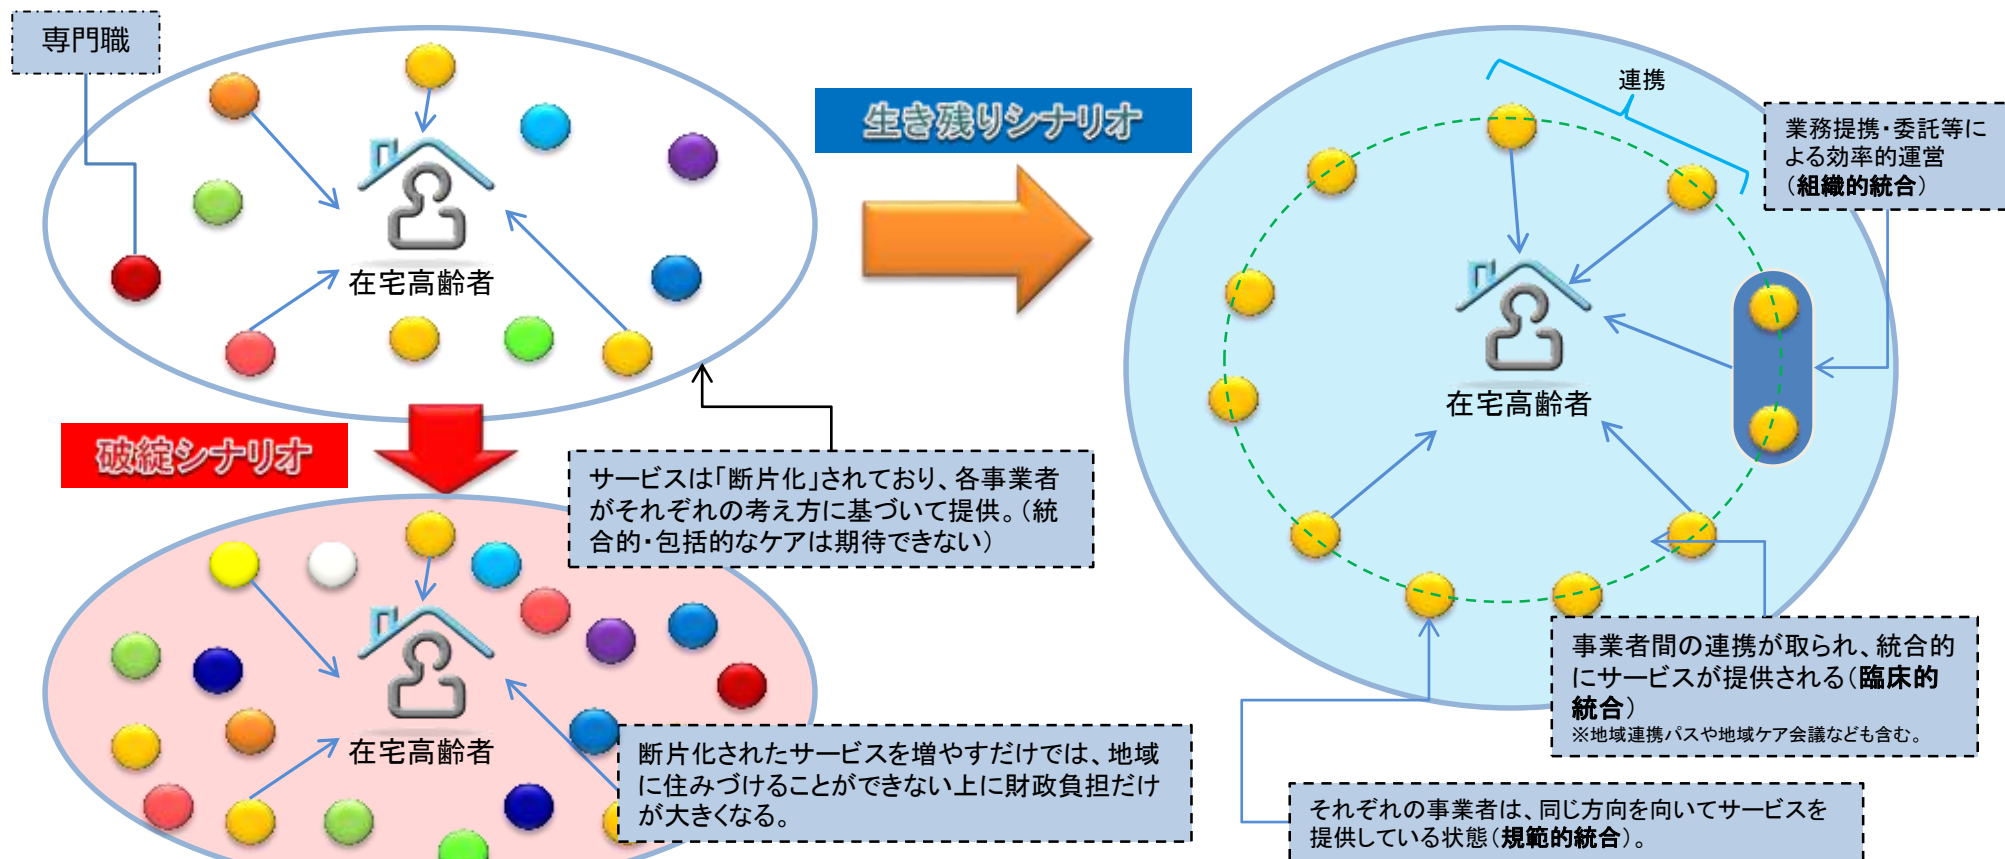 専門職
在宅高齢者
生き残りシナリオ
破綻シナリオ
サービスは「断片化」されており、各事業者
がそれぞれの考え方に基づいて提供。(統
合的・包括的なケアは期待できない)
在宅高齢者
断片化されたサービスを増やすだけでは、地域
に住みづけることができない上に財政負担だけ
が大きくなる。
連携
業務提携・委託等に
よる効率的運営
(組織的統合)
在宅高齢者
事業者間の連携が取られ、統合的
にサービスが提供される(臨床的
統合)
※地域連携パスや地域ケア会議なども含む。
それぞれの事業者は、同じ方向を向いてサービスを
提供している状態(規範的統合)。